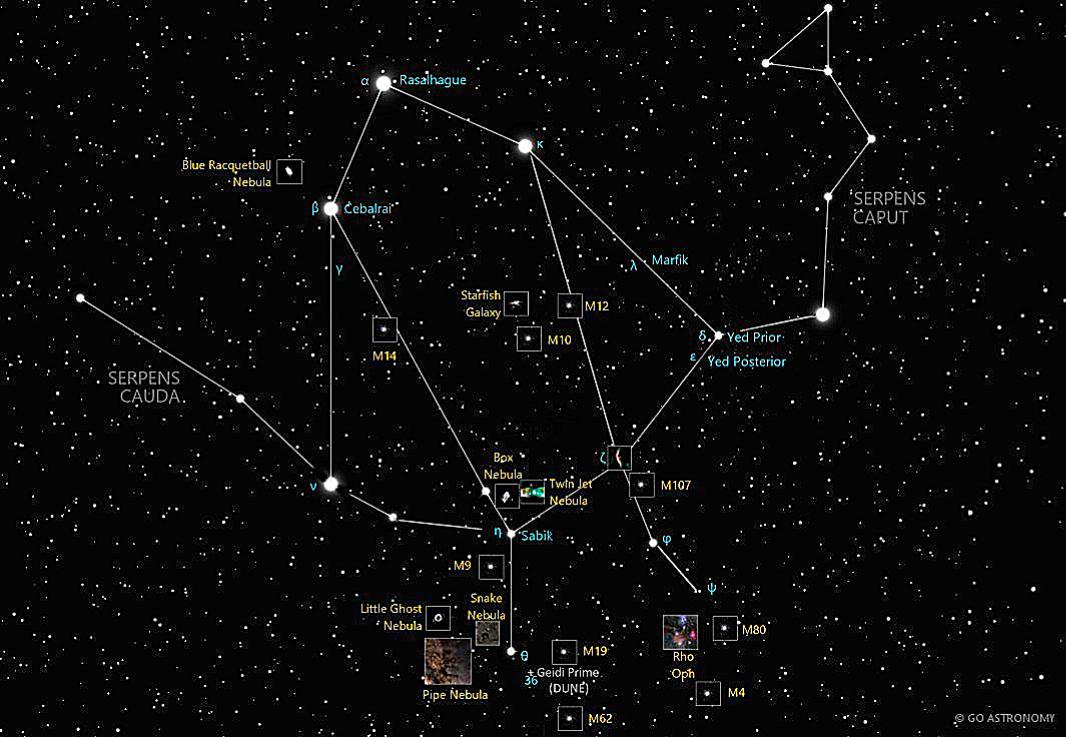 α Rasalhague
κ
Blue Racquetball
Nebula
β Cebalrai
SERPENS
CAPUT
γ
λ Marfik
Starfish
Galaxy
M12
M10
δ Yed Prior
ε Yed Posterior
M14
SERPENS
CAUDA
ζ
Box
Nebula
Twin Jet
Nebula
M107
ν
η Sabik
φ
M9
ψ
Snake
Nebula
Little Ghost
Nebula
M80
θ
36
M19
Geidi Prime
(DUNE)
Rho
Oph
Pipe Nebula
M4
M62
© GO ASTRONOMY